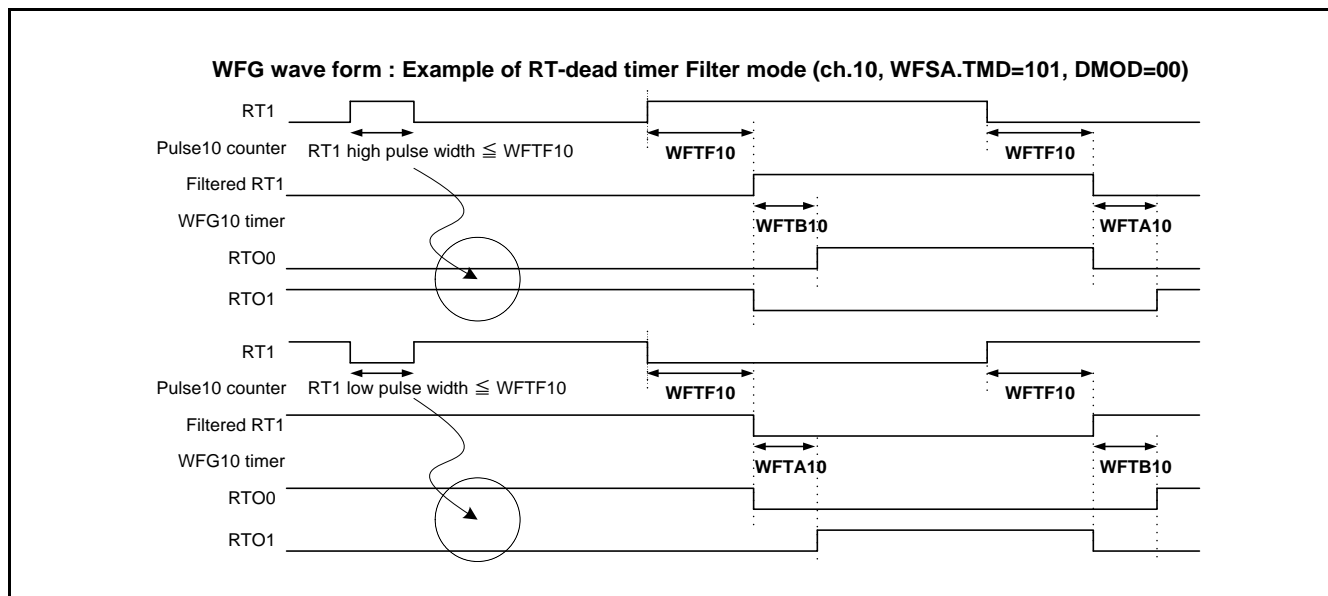 WFG wave form : Example of RT-dead timer Filter mode (ch.10, WFSA.TMD=101, DMOD=00)
RT1
Pulse10 counter
RT1 high pulse width ≦ WFTF10
WFTF10
WFTF10
Filtered RT1
WFG10 timer
WFTB10
WFTA10
RTO0
RTO1
RT1
Pulse10 counter
RT1 low pulse width ≦ WFTF10
WFTF10
WFTF10
Filtered RT1
WFG10 timer
WFTA10
WFTB10
RTO0
RTO1